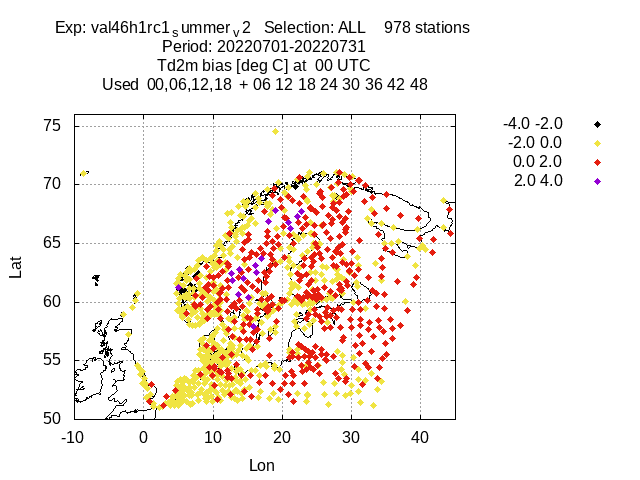 Exp: val46h1rc1summerv2 Selection: ALL 978 stations
Period: 20220701-20220731
Td2m bias [deg C] at 00 UTC
Used 00,06,12,18 + 06 12 18 24 30 36 42 48
-4.0 -2.0
-2.0 0.0
0.0 2.0
2.0 4.0
75
70
65
60
55
50
Lat
-10 0 10 20 30 40
Lon